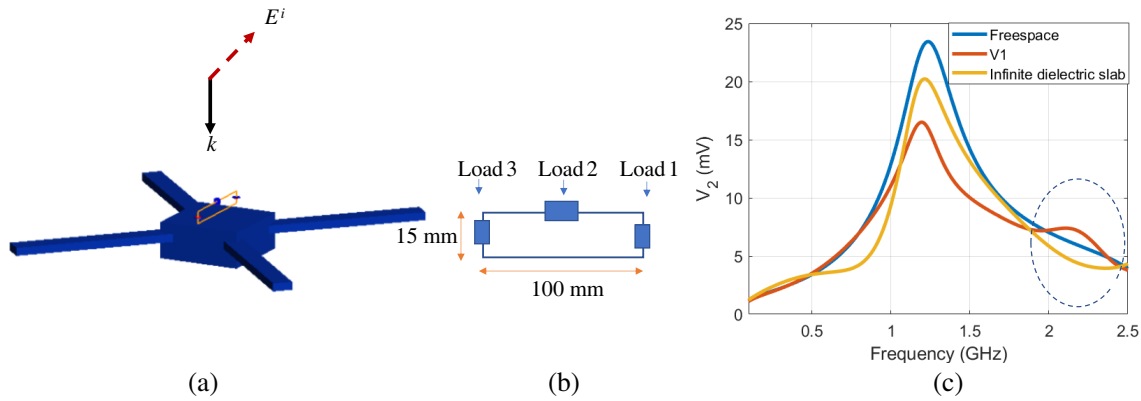 E^i
k
(a)
Load 3
Load 2
Load 1
15 mm
100 mm
(b)
25
20
15
10
5
0
V_2 (mV)
Freespace
V1
Infinite dielectric slab
0.5
1
1.5
2
2.5
Frequency (GHz)
(c)